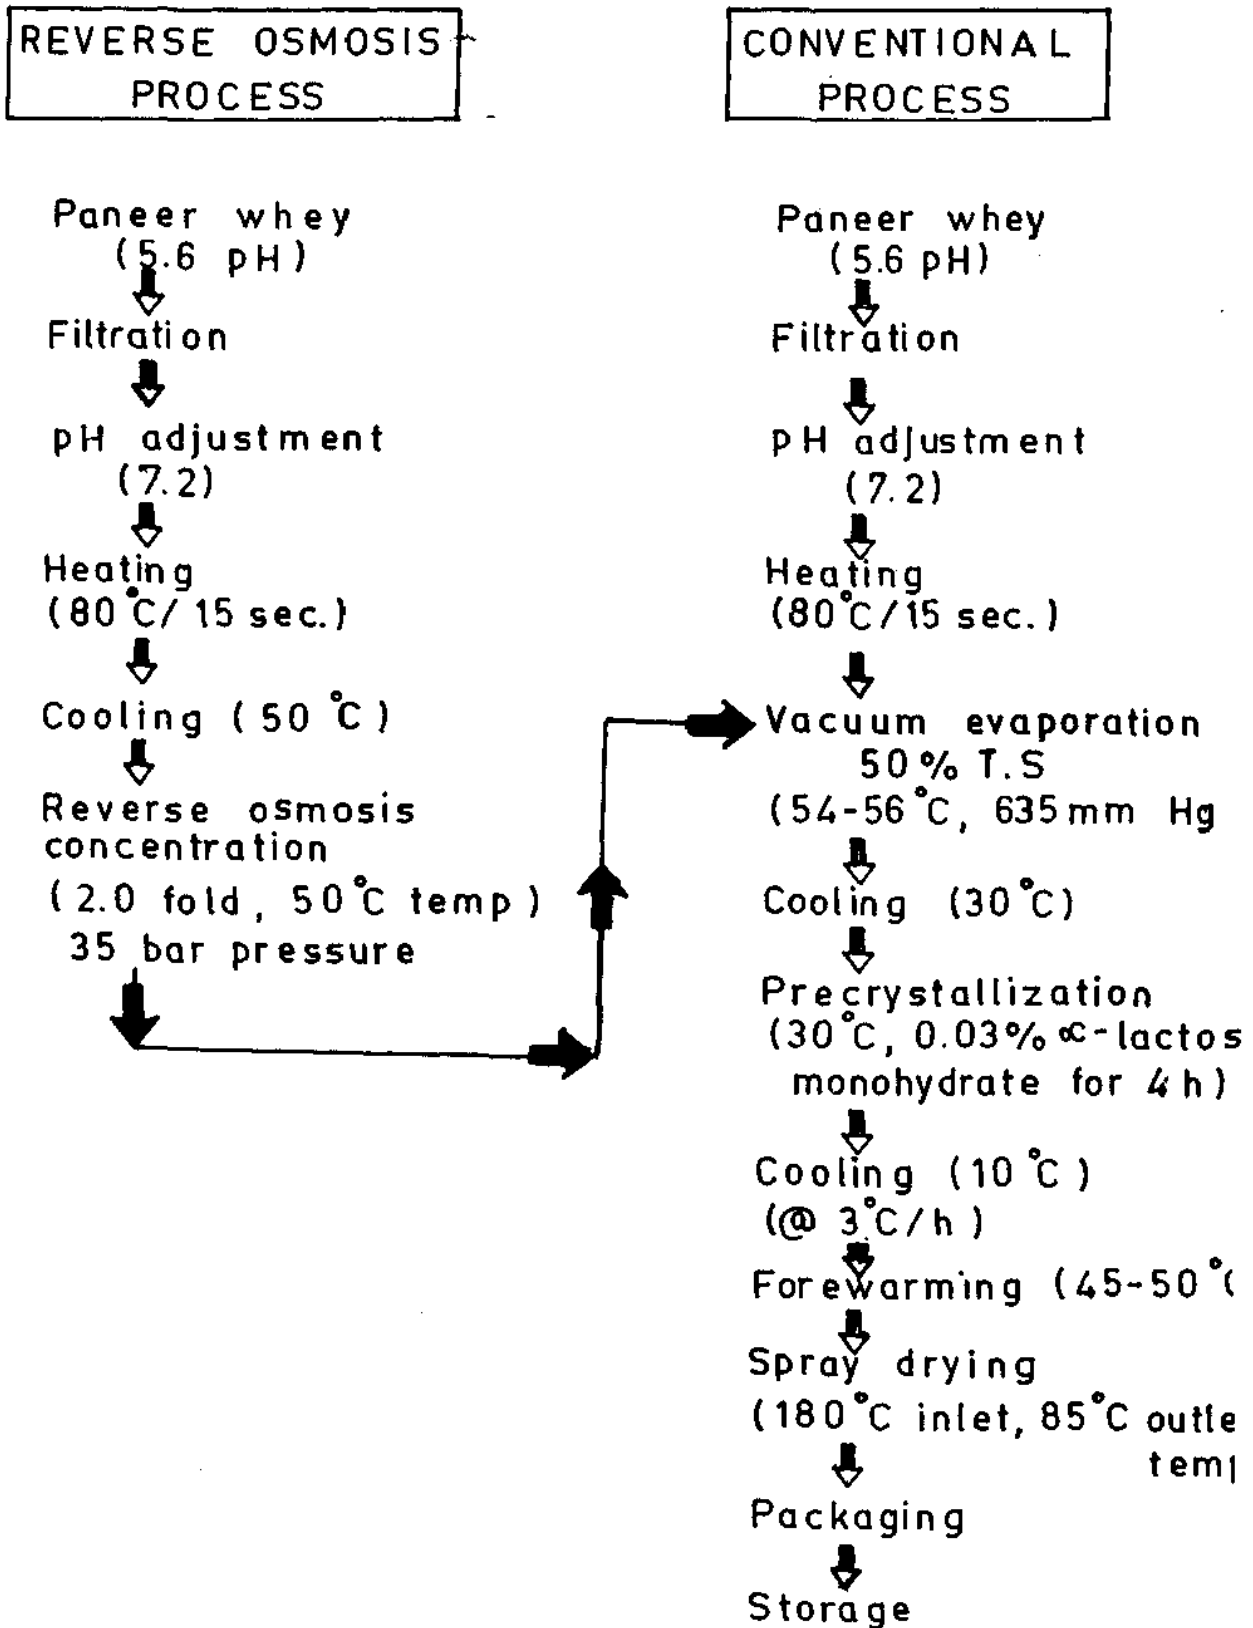 REVERSE OSMOSIS
PROCESS
Paneer whey
(5.6 pH)
Filtration
pH adjustment
(7.2)
Heating
(80°C/ 15 sec.)
Cooling (50 °C)
Reverse osmosis
concentration
(2.0 fold, 50°C temp)
35 bar pressure
CONVENTIONAL
PROCESS
Paneer whey
(5.6 pH)
Filtration
pH adjustment
(7.2)
Heating
(80°C/15 sec.)
Vacuum evaporation
50% T.S
(54-56°C, 635mm Hg
Cooling (30°C)
Precrystallization
(30°C, 0.03% ∝-lactos
monohydrate for 4h)
Cooling (10°C)
(@ 3°C/h)
Forewarming (45-50°(
Spray drying
(180°C inlet, 85°C outle
tem
Packaging
Storage